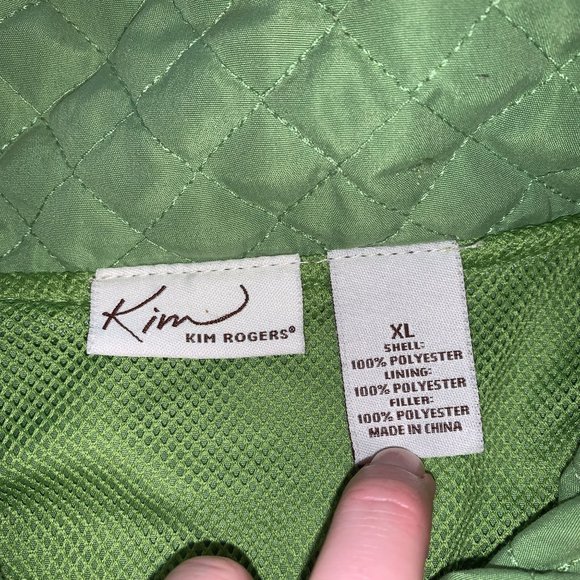 Kim
KIM ROGERS®
XL
SHELL:
100% POLYESTER
LINING:
100% POLYESTER
FILLER:
100% POLYESTER
MADE IN CHINA